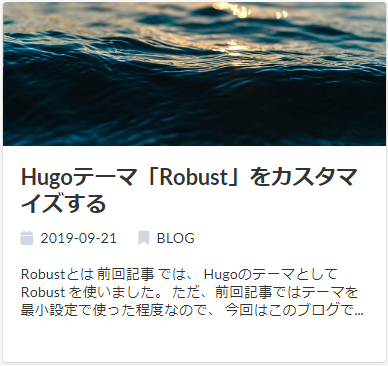 Hugoテーマ「Robust」をカスタマ
イズする
2019-09-21 BLOG
Robustとは 前回記事 では、 Hugoのテーマとして
Robust を使いました。 ただ、前回記事ではテーマを
最小設定で使った程度なので、 今回はこのブログで...